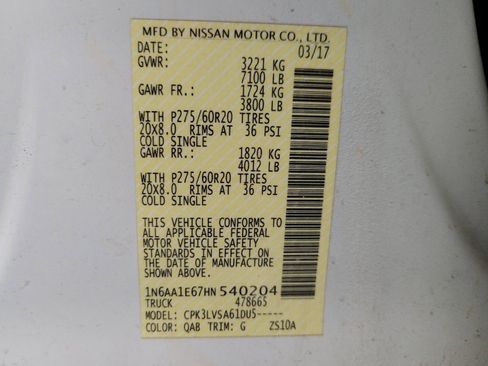 MFD BY NISSAN MOTOR CO., LTD.
DATE: 03/17
GVWR: 3221 KG
7100 LB
GAWR FR.: 1724 KG
3800 LB
WITH P275/60R20 TIRES
20X8.0 RIMS AT 36 PSI
COLD SINGLE
GAWR RR.: 1820 KG
4012 LB
WITH P275/60R20 TIRES
20X8.0 RIMS AT 36 PSI
COLD SINGLE
THIS VEHICLE CONFORMS TO
ALL APPLICABLE FEDERAL
MOTOR VEHICLE SAFETY
STANDARDS IN EFFECT ON
THE DATE OF MANUFACTURE
SHOWN ABOVE.
1N6AA1E67HN540204
TRUCK 478665
MODEL: CPK3LVSA61DU5-----
COLOR: QAB TRIM: G ZS10A